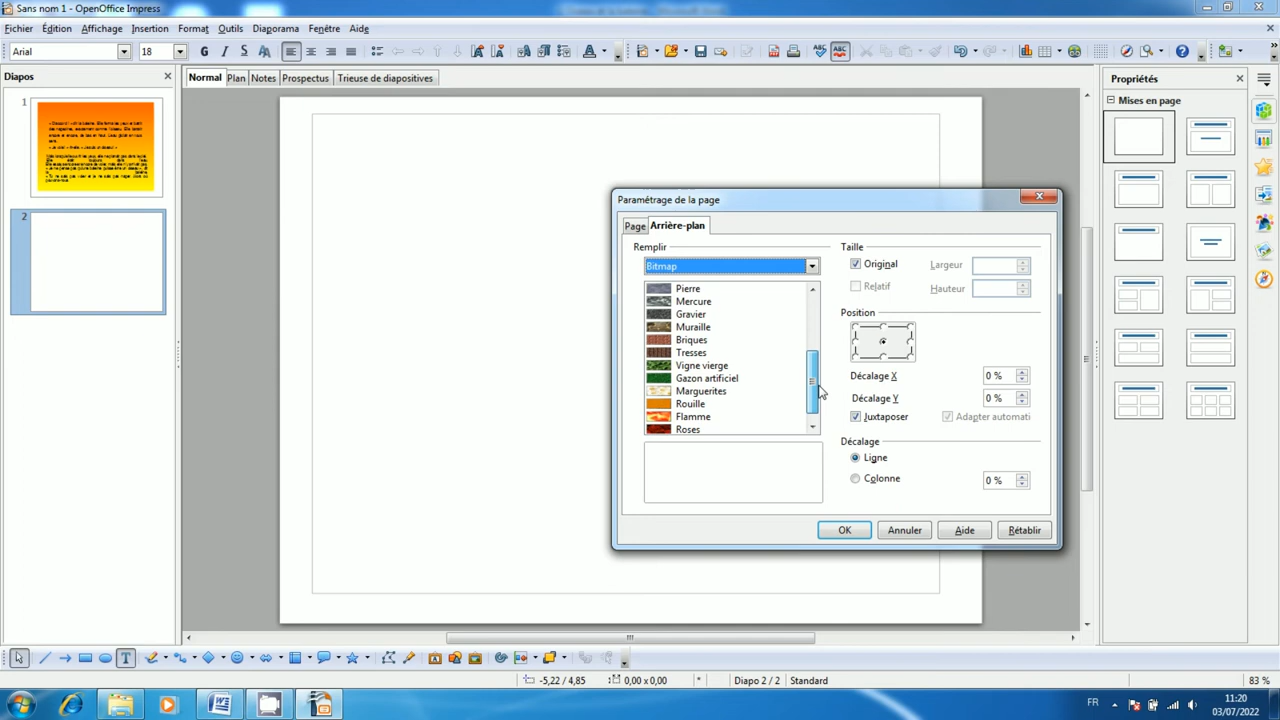 Sans nom 1 - OpenOffice Impress
Fichier Édition Affichage Insertion Format Outils Diaporama Fenêtre Aide
Arial 18
Diapos
Normal Plan Notes Prospectus Trieuse de diapositives
Propriétés
Mises en page
1
2
Paramétrage de la page
Page Arrière-plan
Remplir
Bitmap
Pierre
Mercure
Gravier
Muraille
Briques
Tresses
Vigne vierge
Gazon artificiel
Marguerites
Rouille
Flamme
Roses
Taille
Original Largeur
Relatif Hauteur
Position
Décalage X 0 %
Décalage Y 0 %
Juxtaposer Adapter automati
Décalage
Ligne
Colonne 0 %
OK Annuler Aide Rétablir
-5,22 / 4,85 0,00 x 0,00 * Diapo 2 / 2 Standard 83 %
FR 11:20
03/07/2022